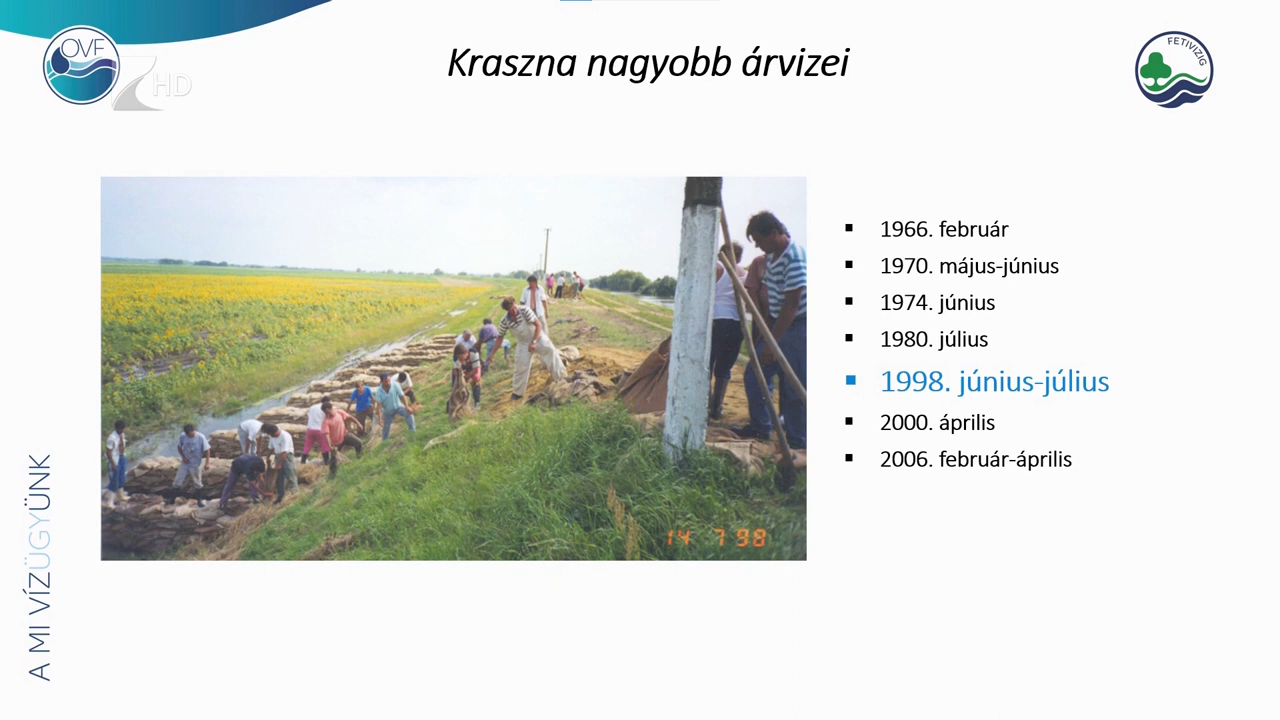 OVF
7 HD
Kraszna nagyobb árvizei
FETIVIZIG
1966. február
1970. május-június
1974. június
1980. július
1998. június-július
2000. április
2006. február-április
14 7 98
A MI VÍZÜGYÜNK